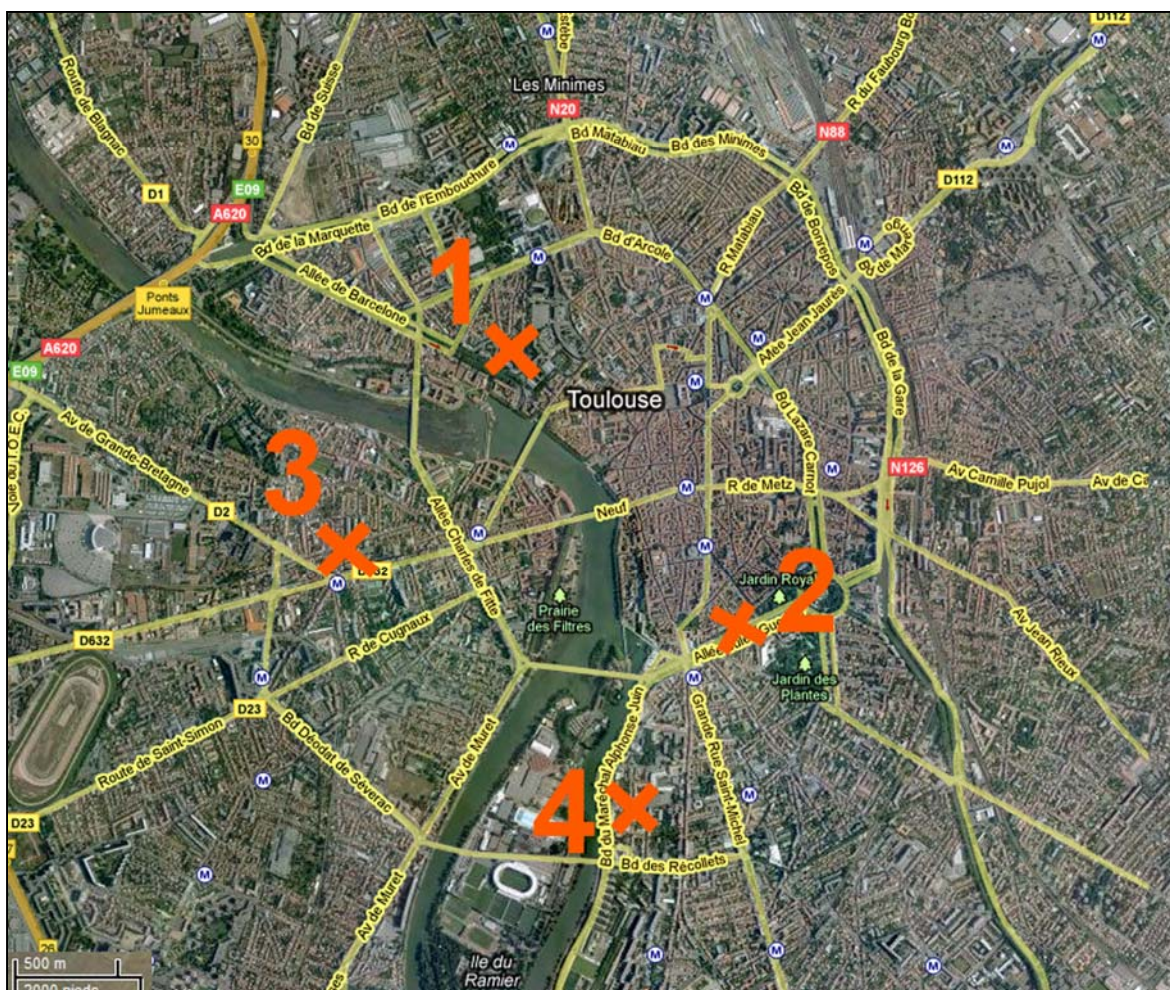 D112
Route de Blagnac
Bd de Suisse
R du Faubourg Bo
Les Minimes
N20
N88
30
Bd Matabiau
Bd des Minimes
D1
E09
A620
Bd de l'Embouchure
D112
Bd de la Marquette
Bd d'Arcole
R Matabiau
Bd de Bonrepos
1
Allée de Barcelone
Ponts
Jumeaux
A620
E09
Allée Jean Jaurès
Bd de la Gare
Toulouse
Bd Lazare Carnot
Av de Grande-Bretagne
3
N126
Av Camille Pujol
Av de Ca
R de Metz
D2
Neuf
Allée Charles de Fitte
Jardin Royal
2
Prairie
des Filtres
D632
R de Cugnaux
Av Jean Rieux
Jardin des
Plantes
D23
Route de Saint-Simon
Bd Déodat de Séverac
Av de Muret
Bd du Maréchal Alphonse Juin
Grande Rue Saint-Michel
4
D23
Bd des Récollets
Av de Muret
26
500 m
Ile du
Ramier
2000 pieds